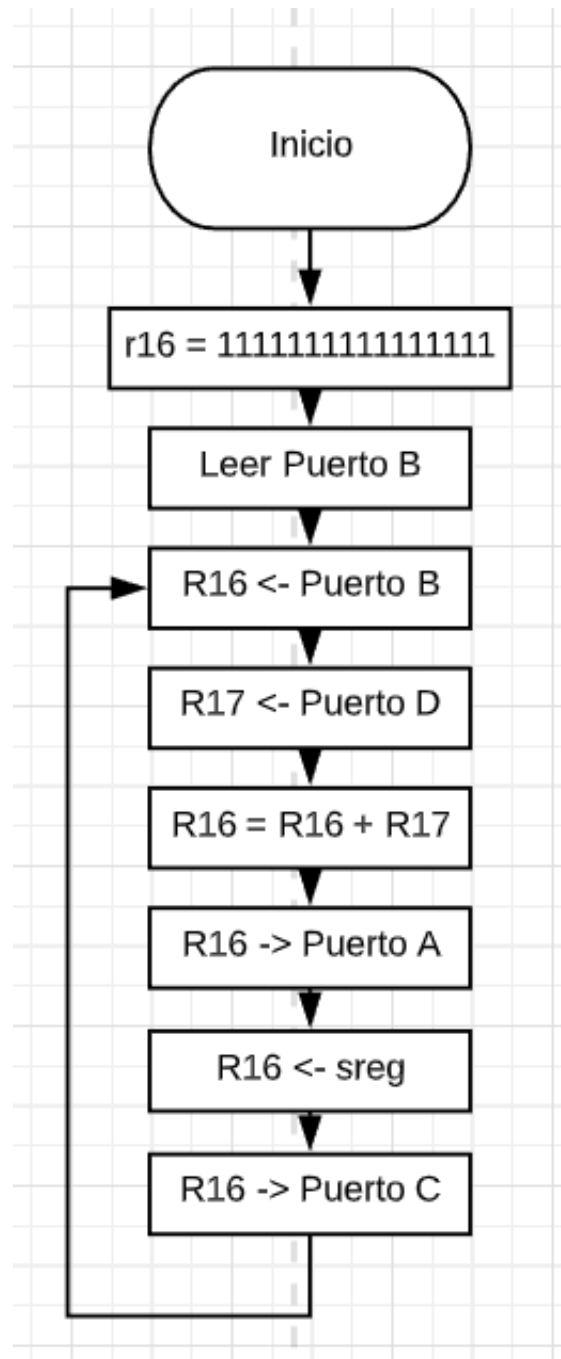 Inicio
r16 = 1111111111111111
Leer Puerto B
R16 <- Puerto B
R17 <- Puerto D
R16 = R16 + R17
R16 -> Puerto A
R16 <- sreg
R16 -> Puerto C